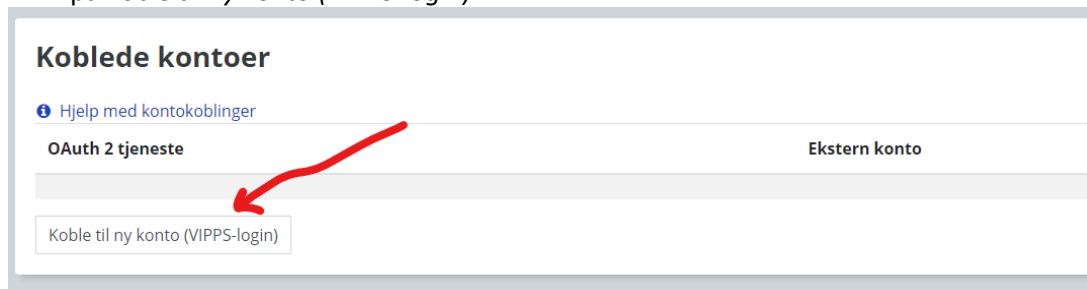 Koblede kontoer
Hjelp med kontokoblinger
OAuth 2 tjeneste Ekstern konto
Koble til ny konto (VIPPS-login)